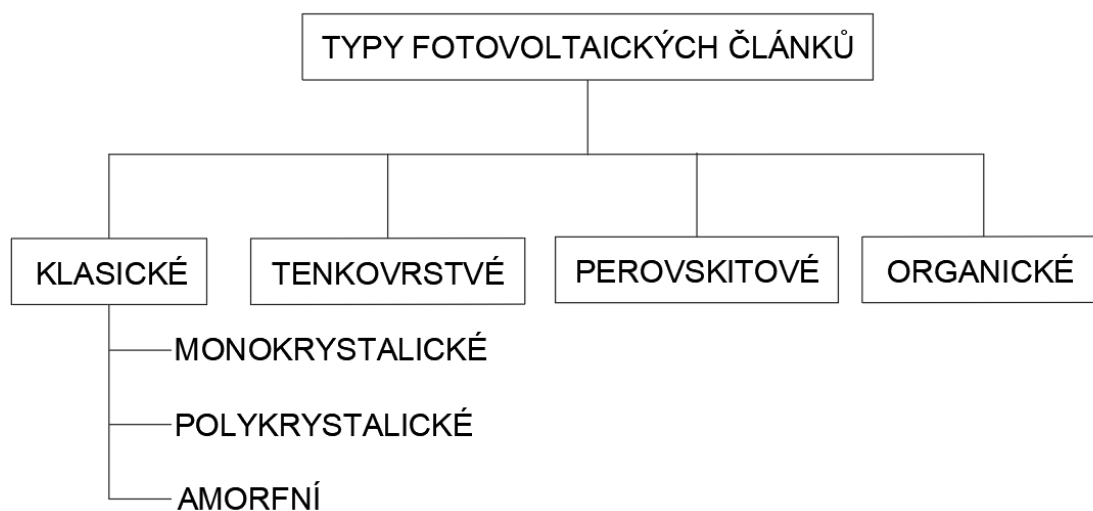 TYPY FOTOVOLTAICKÝCH ČLÁNKŮ
KLASICKÉ
TENKOVRSTVÉ
PEROVSKITOVÉ
ORGANICKÉ
MONOKRYSTALICKÉ
POLYKRYSTALICKÉ
AMORFNÍ